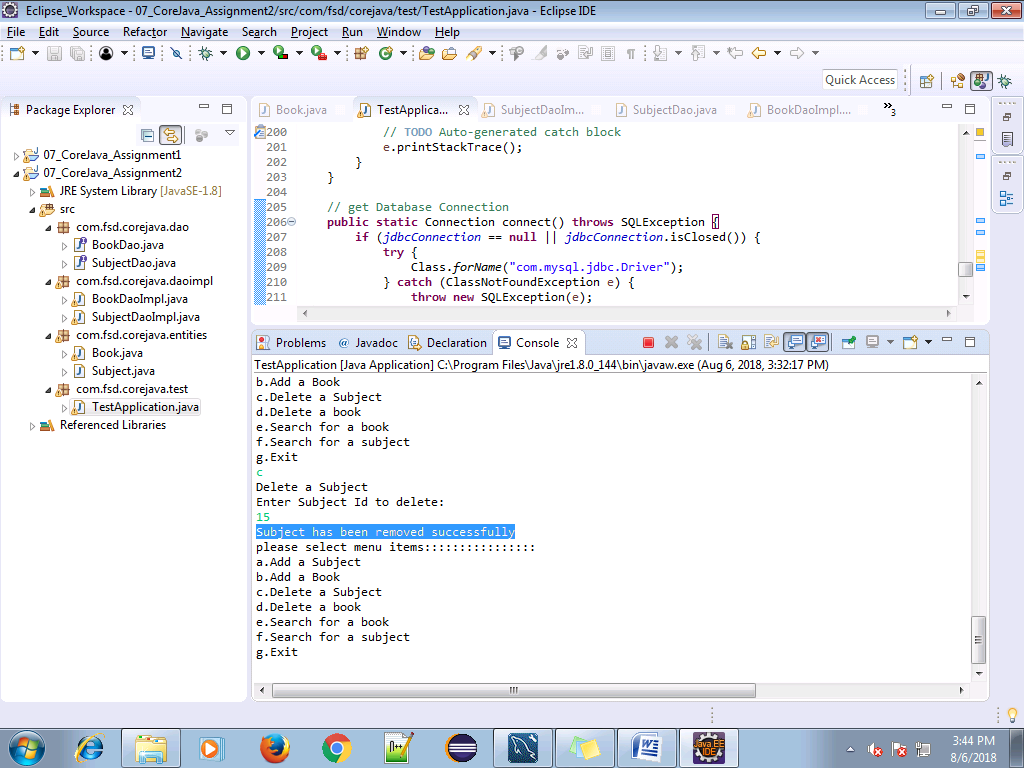 Eclipse_Workspace - 07_CoreJava_Assignment2/src/com/fsd/corejava/test/TestApplication.java - Eclipse IDE
File Edit Source Refactor Navigate Search Project Run Window Help
Quick Access
Package Explorer
07_CoreJava_Assignment1
07_CoreJava_Assignment2
JRE System Library [JavaSE-1.8]
src
com.fsd.corejava.dao
BookDao.java
SubjectDao.java
com.fsd.corejava.daoimpl
BookDaoImpl.java
SubjectDaoImpl.java
com.fsd.corejava.entities
Book.java
Subject.java
com.fsd.corejava.test
TestApplication.java
Referenced Libraries
Book.java TestApplica... SubjectDaoIm... SubjectDao.java BookDaoImpl.... »3
200 // TODO Auto-generated catch block
201 e.printStackTrace();
202 }
203 }
204
205 // get Database Connection
206 public static Connection connect() throws SQLException {
207 if (jdbcConnection == null || jdbcConnection.isClosed()) {
208 try {
209 Class.forName("com.mysql.jdbc.Driver");
210 } catch (ClassNotFoundException e) {
211 throw new SQLException(e);
Problems @ Javadoc Declaration Console
TestApplication [Java Application] C:\Program Files\Java\jre1.8.0_144\bin\javaw.exe (Aug 6, 2018, 3:32:17 PM)
b.Add a Book
c.Delete a Subject
d.Delete a book
e.Search for a book
f.Search for a subject
g.Exit
c
Delete a Subject
Enter Subject Id to delete:
15
Subject has been removed successfully
please select menu items::::::::::::::::
a.Add a Subject
b.Add a Book
c.Delete a Subject
d.Delete a book
e.Search for a book
f.Search for a subject
g.Exit
Java EE
IDE
3:44 PM
8/6/2018